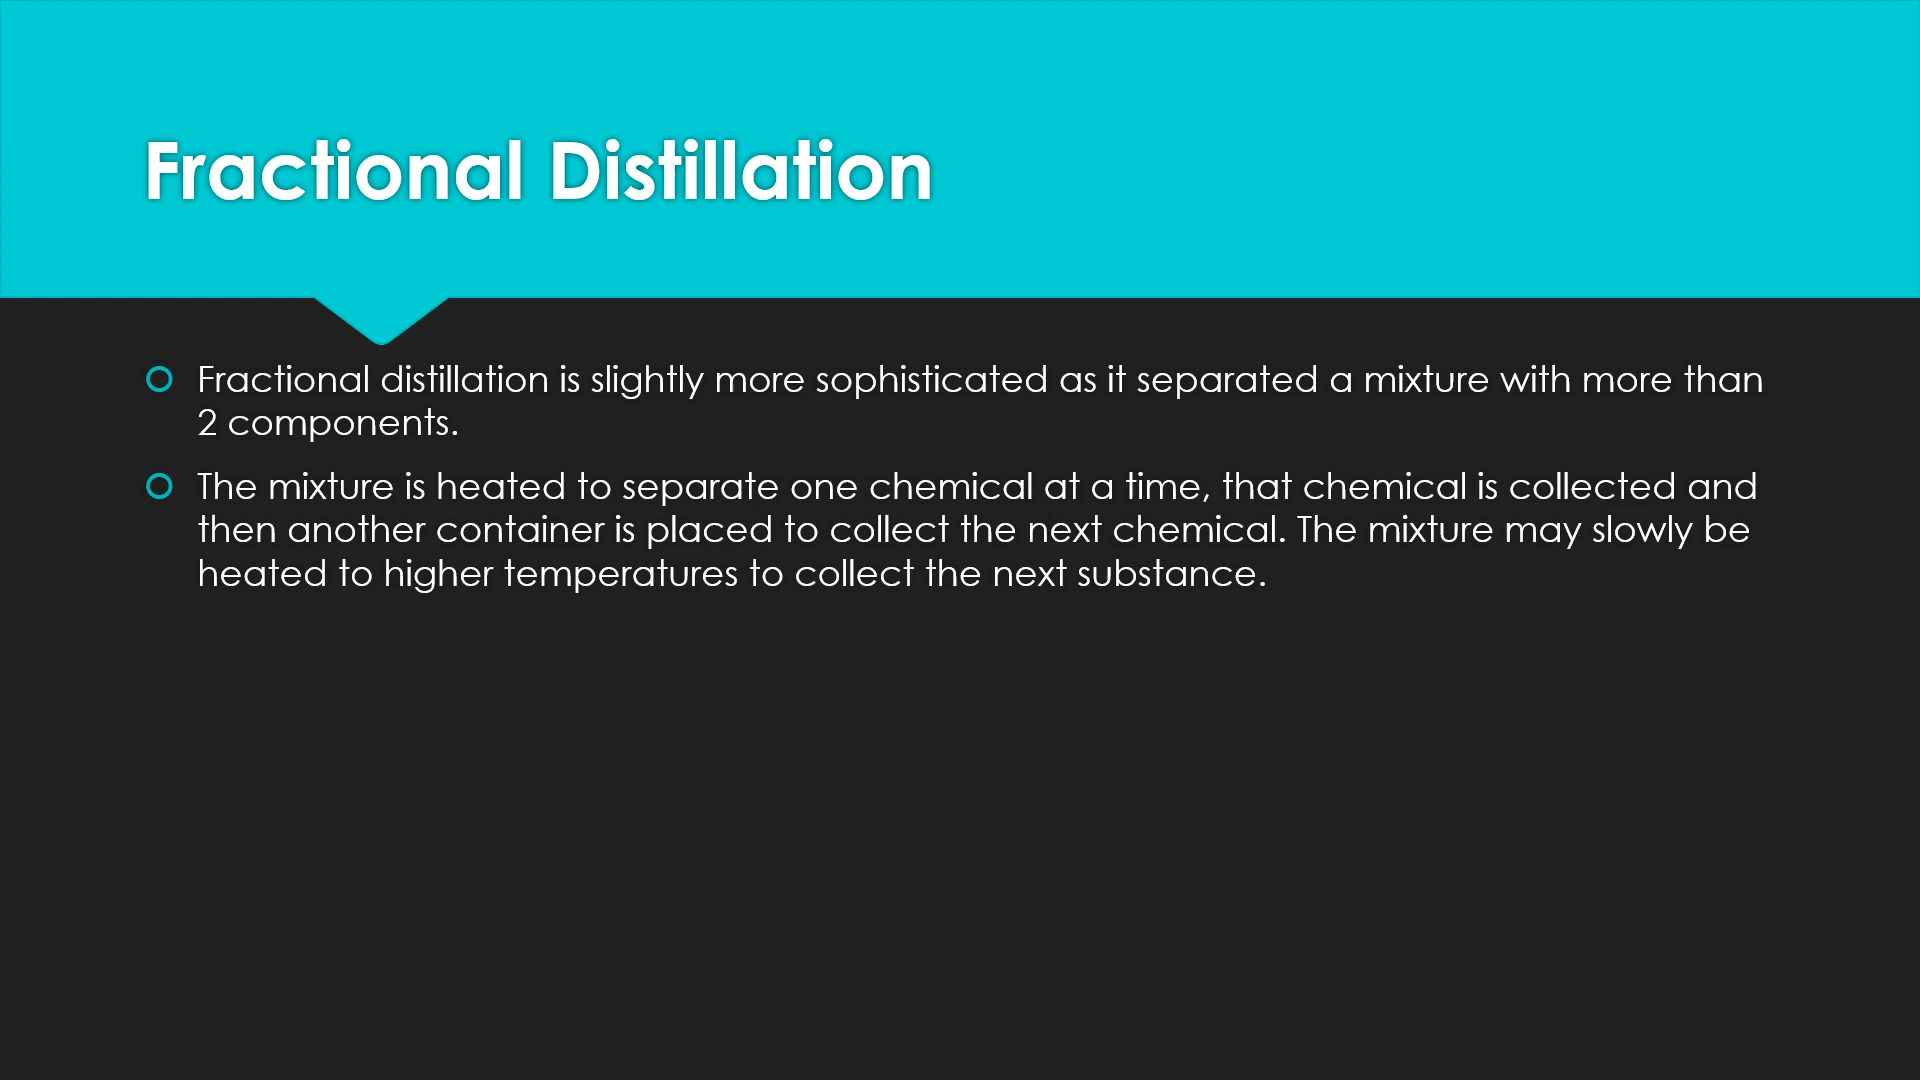 Fractional Distillation
Fractional distillation is slightly more sophisticated as it separated a mixture with more than
2 components.
The mixture is heated to separate one chemical at a time, that chemical is collected and
then another container is placed to collect the next chemical. The mixture may slowly be
heated to higher temperatures to collect the next substance.